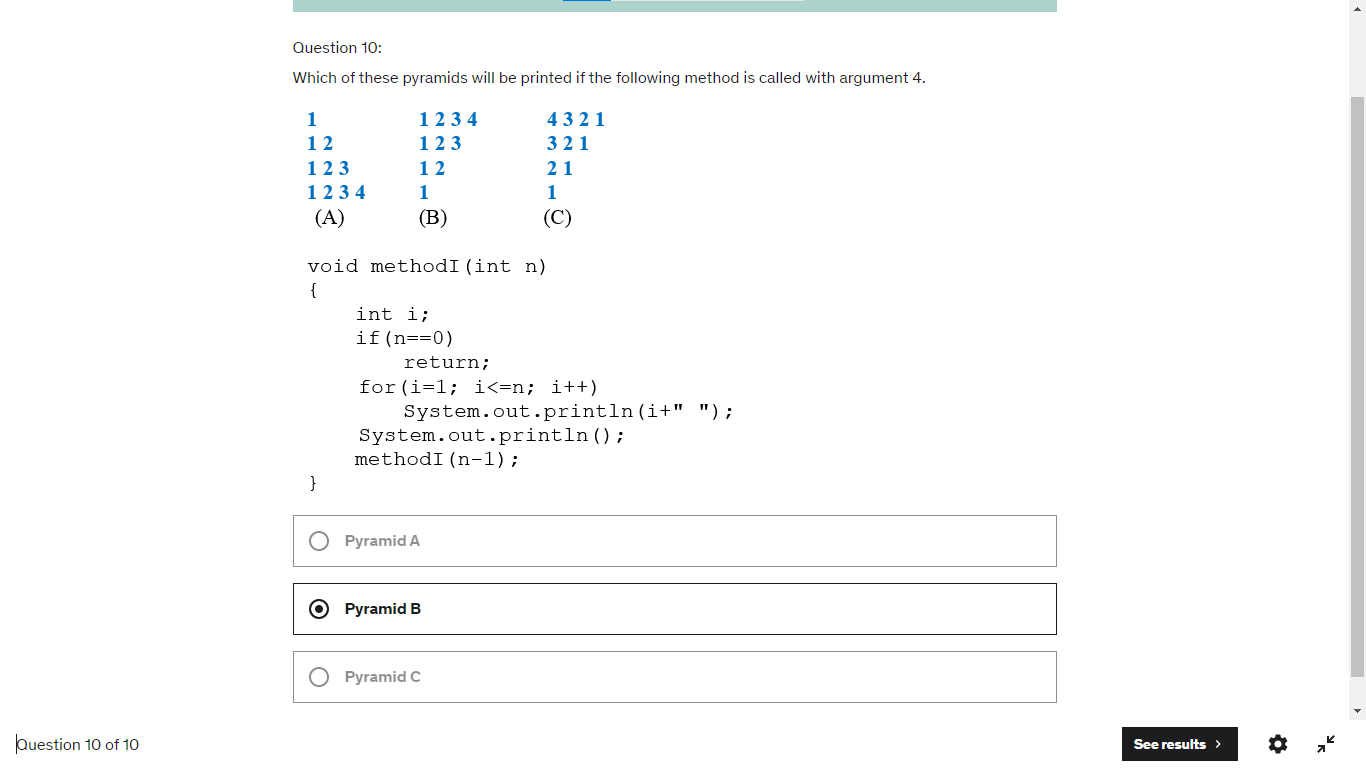 Question 10:
Which of these pyramids will be printed if the following method is called with argument 4.
1 1 2 3 4 4 3 2 1
1 2 1 2 3 3 2 1
1 2 3 1 2 2 1
1 2 3 4 1 1
(A) (B) (C)
void methodI(int n)
{
int i;
if(n==0)
return;
for(i=1; i<=n; i++)
System.out.println(i+" ");
System.out.println();
methodI(n-1);
}
Pyramid A
Pyramid B
Pyramid C
Question 10 of 10
See results